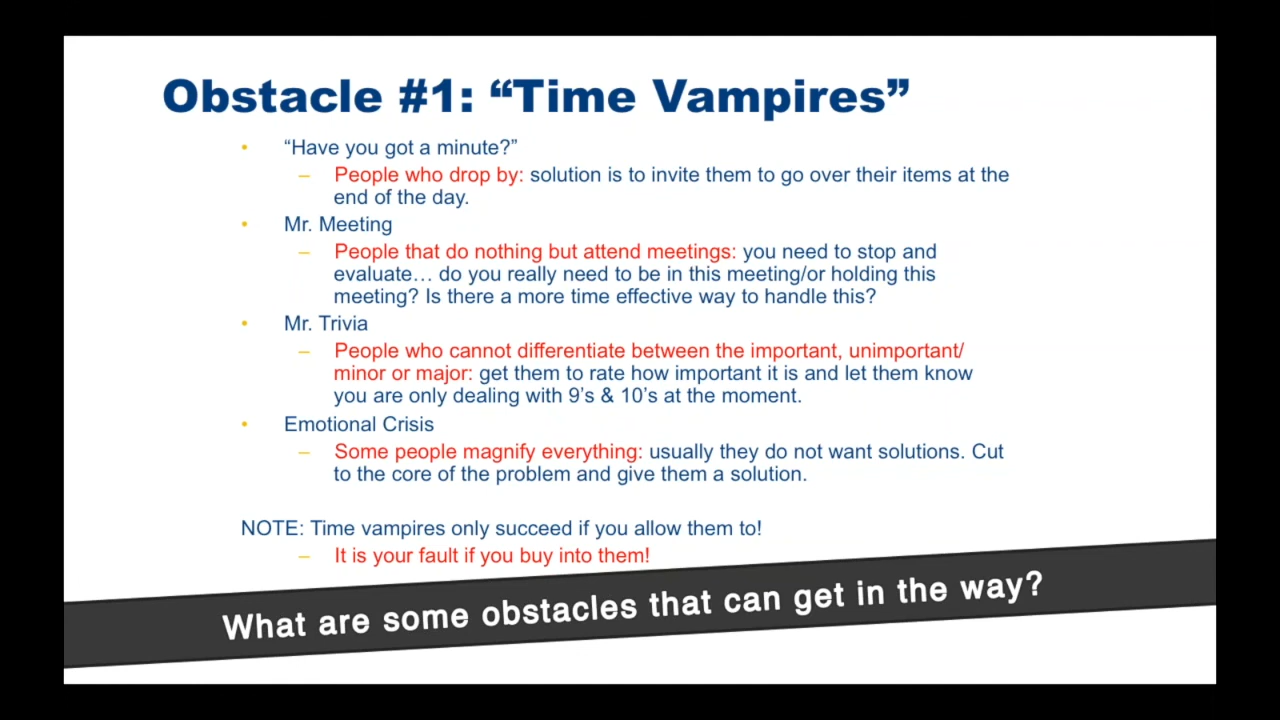 Obstacle #1: “Time Vampires”
• “Have you got a minute?”
– People who drop by: solution is to invite them to go over their items at the
end of the day.
• Mr. Meeting
– People that do nothing but attend meetings: you need to stop and
evaluate… do you really need to be in this meeting/or holding this
meeting? Is there a more time effective way to handle this?
• Mr. Trivia
– People who cannot differentiate between the important, unimportant/
minor or major: get them to rate how important it is and let them know
you are only dealing with 9’s & 10’s at the moment.
• Emotional Crisis
– Some people magnify everything: usually they do not want solutions. Cut
to the core of the problem and give them a solution.
NOTE: Time vampires only succeed if you allow them to!
– It is your fault if you buy into them!
What are some obstacles that can get in the way?